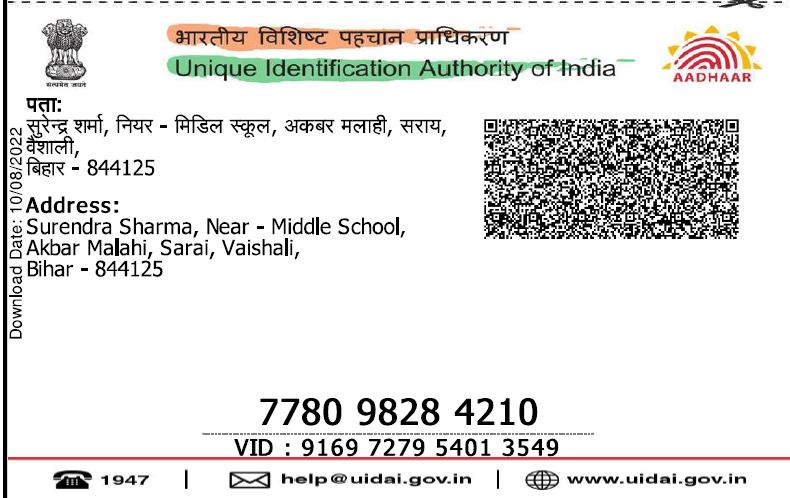 भारतीय विशिष्ट पहचान प्राधिकरण
Unique Identification Authority of India
सत्यमेव जयते
AADHAAR
पता:
सुरेन्द्र शर्मा, नियर - मिडिल स्कूल, अकबर मलाही, सराय,
वैशाली,
बिहार - 844125
Address:
Surendra Sharma, Near - Middle School,
Akbar Malahi, Sarai, Vaishali,
Bihar - 844125
Download Date: 10/08/2022
7780 9828 4210
VID : 9169 7279 5401 3549
1947 | help@uidai.gov.in | www.uidai.gov.in